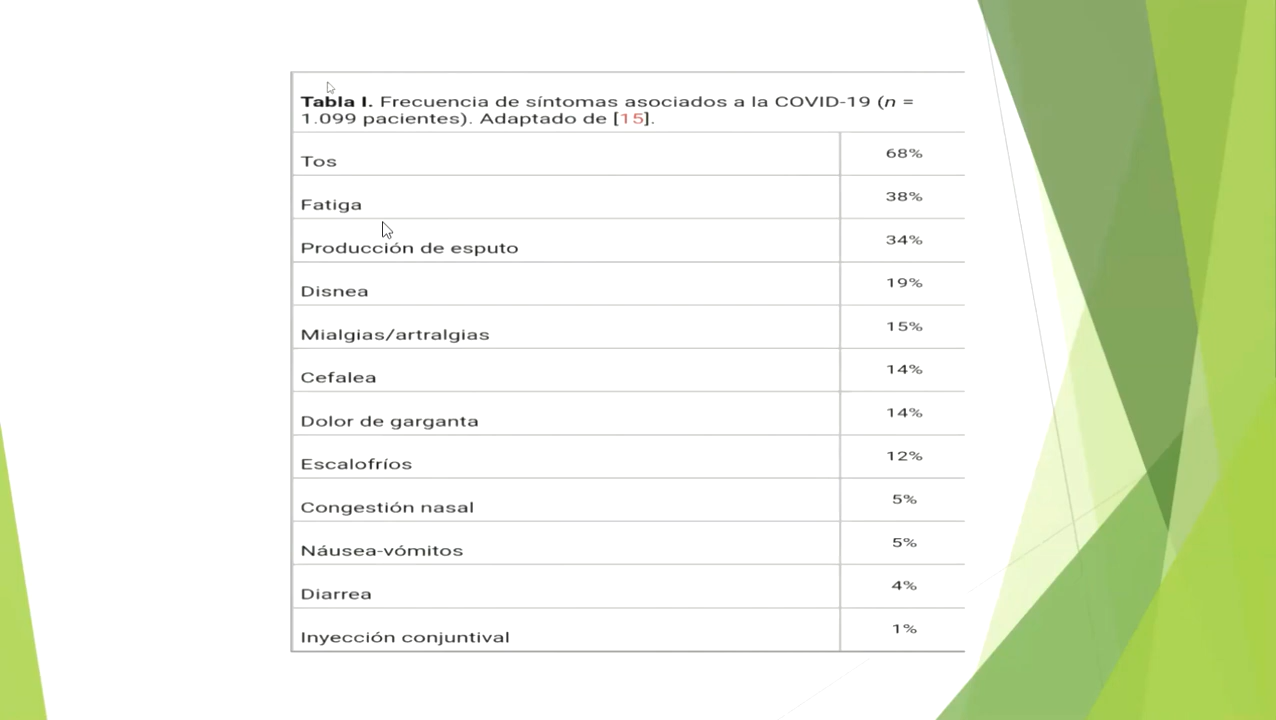 Tabla I. Frecuencia de síntomas asociados a la COVID-19 (n =
1.099 pacientes). Adaptado de [15].
Tos 68%
Fatiga 38%
Producción de esputo 34%
Disnea 19%
Mialgias/artralgias 15%
Cefalea 14%
Dolor de garganta 14%
Escalofríos 12%
Congestión nasal 5%
Náusea-vómitos 5%
Diarrea 4%
Inyección conjuntival 1%